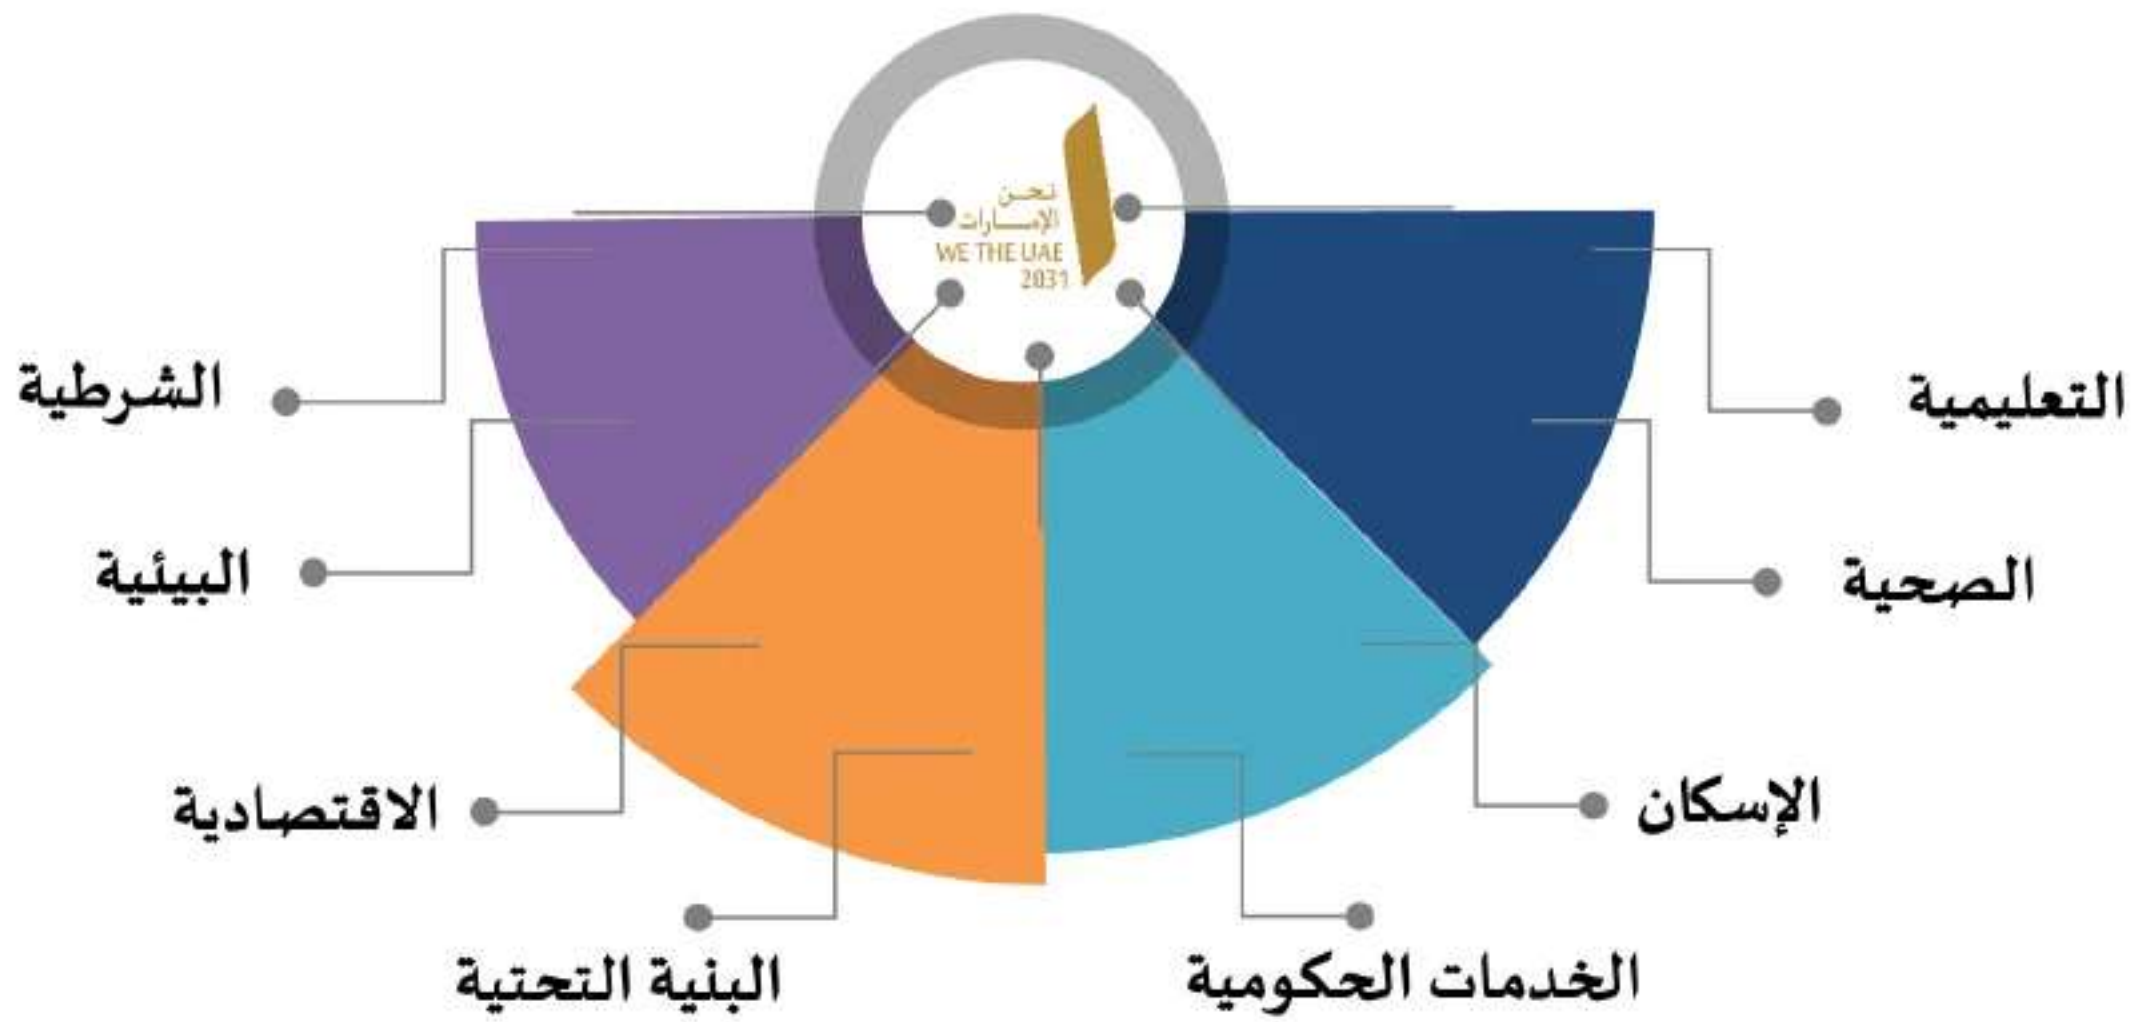 نحن
الإمارات
WE THE UAE
2031
التعليمية
الصحية
الإسكان
الخدمات الحكومية
البنية التحتية
الاقتصادية
البيئية
الشرطية